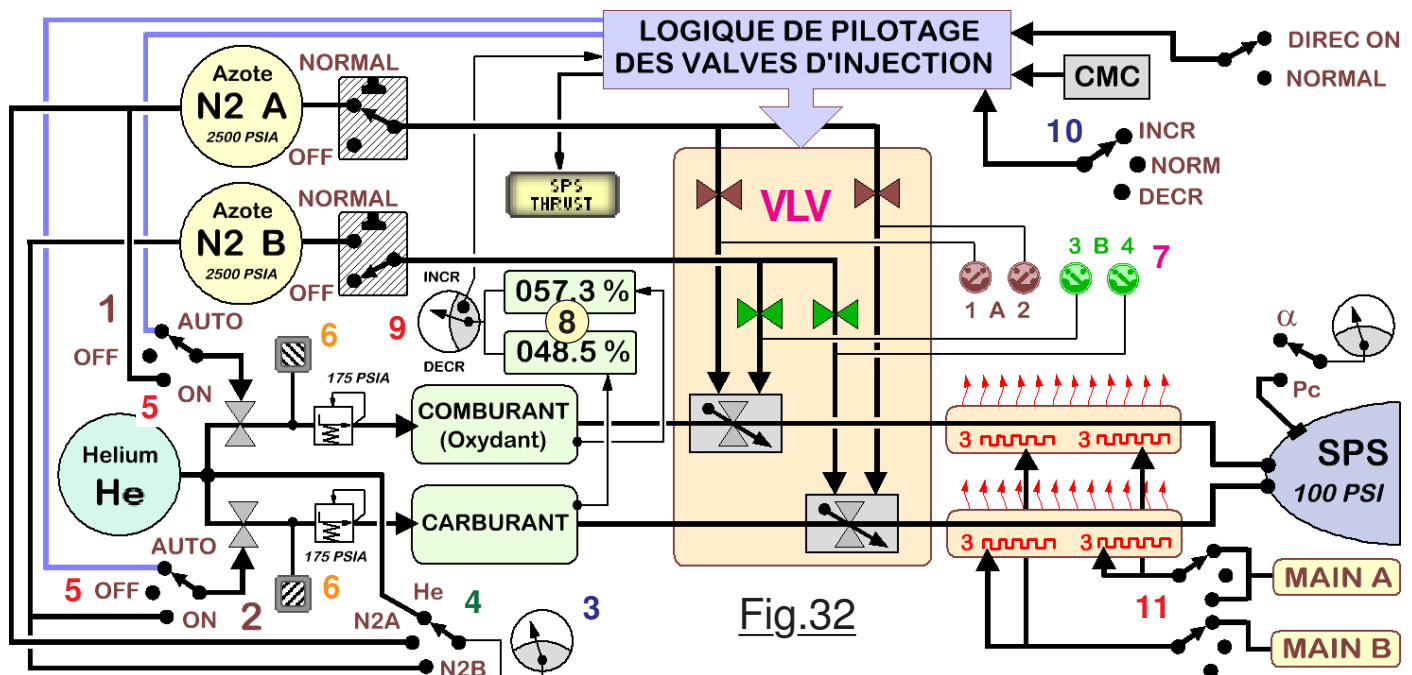 LOGIQUE DE PILOTAGE
DES VALVES D'INJECTION
DIREC ON
NORMAL
CMC
10
INCR
NORM
DECR
Azote
N2 A
2500 PSIA
NORMAL
OFF
SPS
THRUST
VLV
Azote
N2 B
2500 PSIA
NORMAL
OFF
3 B 4
7
1 A 2
INCR
9
DECR
057.3 %
8
048.5 %
1
AUTO
OFF
ON
5
6
175 PSIA
COMBURANT
(Oxydant)
3
3
α
Pc
Helium
He
SPS
100 PSI
2
AUTO
5
OFF
ON
6
175 PSIA
CARBURANT
3
3
He
4
N2A
N2B
3
Fig.32
11
MAIN A
MAIN B